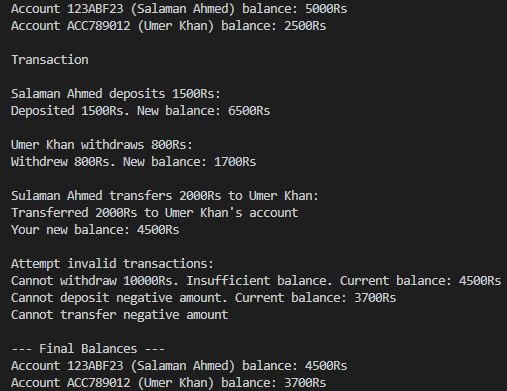 Account 123ABF23 (Salaman Ahmed) balance: 5000Rs
Account ACC789012 (Umer Khan) balance: 2500Rs
Transaction
Salaman Ahmed deposits 1500Rs:
Deposited 1500Rs. New balance: 6500Rs
Umer Khan withdraws 800Rs:
Withdrew 800Rs. New balance: 1700Rs
Sulaman Ahmed transfers 2000Rs to Umer Khan:
Transferred 2000Rs to Umer Khan's account
Your new balance: 4500Rs
Attempt invalid transactions:
Cannot withdraw 10000Rs. Insufficient balance. Current balance: 4500Rs
Cannot deposit negative amount. Current balance: 3700Rs
Cannot transfer negative amount
--- Final Balances ---
Account 123ABF23 (Salaman Ahmed) balance: 4500Rs
Account ACC789012 (Umer Khan) balance: 3700Rs